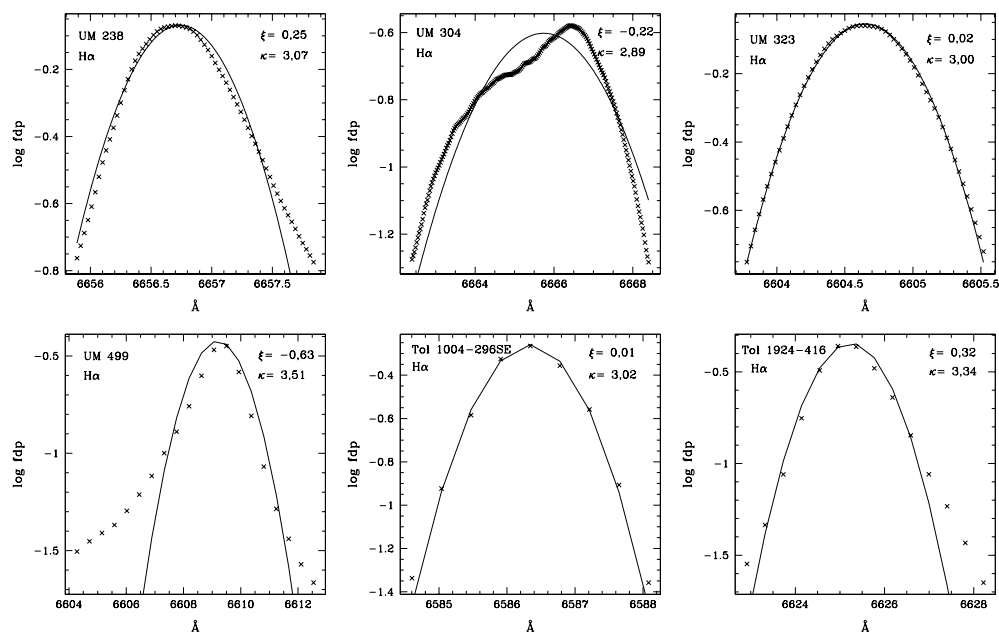 UM 238
ξ= 0,25
Hα
κ= 3,07
log fdp
−0.2
−0.4
−0.6
−0.8
6656
6656.5
6657
6657.5
Å
UM 304
ξ= −0,22
Hα
κ= 2,89
log fdp
−0.6
−0.8
−1
−1.2
6664
6666
6668
Å
UM 323
ξ= 0,02
Hα
κ= 3,00
log fdp
−0.2
−0.4
−0.6
6604
6604.5
6605
6605.5
Å
UM 499
ξ= −0,63
Hα
κ= 3,51
log fdp
−0.5
−1
−1.5
6604
6606
6608
6610
6612
Å
Tol 1004−296SE
ξ= 0,01
Hα
κ= 3,02
log fdp
−0.4
−0.6
−0.8
−1
−1.2
−1.4
6585
6586
6587
6588
Å
Tol 1924−416
ξ= 0,32
Hα
κ= 3,34
log fdp
−0.5
−1
−1.5
6624
6626
6628
Å